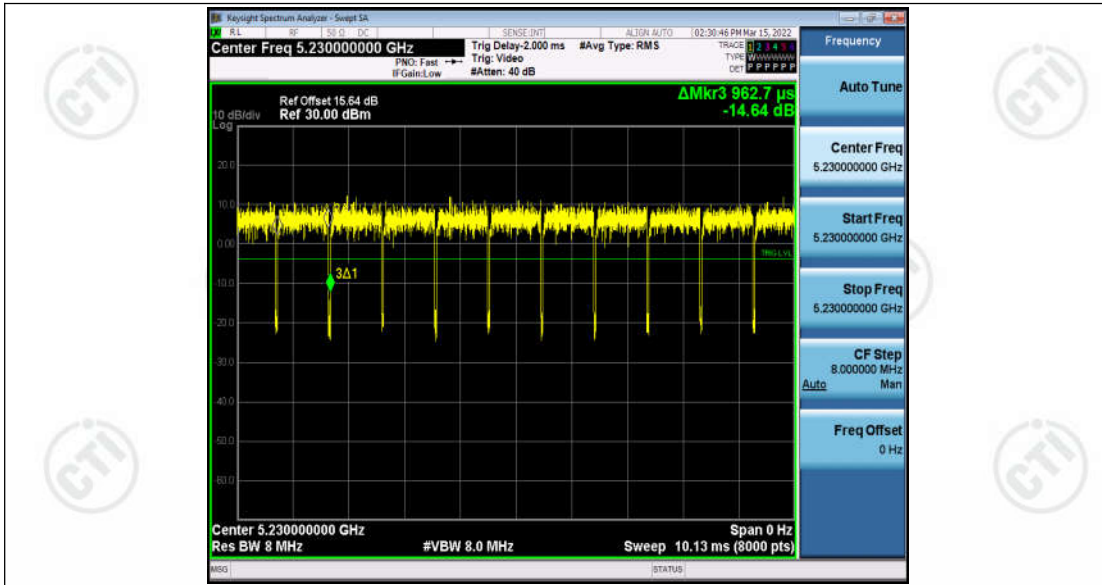 Keysight Spectrum Analyzer - Swept SA
RL RF 50 Ω DC SENSE:INT ALIGN AUTO 02:30:46 PM Mar 15, 2022
Center Freq 5.230000000 GHz
PNO: Fast
IFGain:Low
Trig Delay-2.000 ms
Trig: Video
#Atten: 40 dB
#Avg Type: RMS
TRACE 1 2 3 4 5 6
TYPE WWWWWW
DET P P P P P P
Ref Offset 15.64 dB
10 dB/div Ref 30.00 dBm
Log
ΔMkr3 962.7 µs
-14.64 dB
20.0
10.0
0.00
TRIG LVL
3Δ1
-10.0
-20.0
-30.0
-40.0
-50.0
-60.0
Center 5.230000000 GHz Span 0 Hz
Res BW 8 MHz #VBW 8.0 MHz Sweep 10.13 ms (8000 pts)
MSG STATUS
Frequency
Auto Tune
Center Freq
5.230000000 GHz
Start Freq
5.230000000 GHz
Stop Freq
5.230000000 GHz
CF Step
8.000000 MHz
Auto Man
Freq Offset
0 Hz
CTI
CTI
CTI
CTI